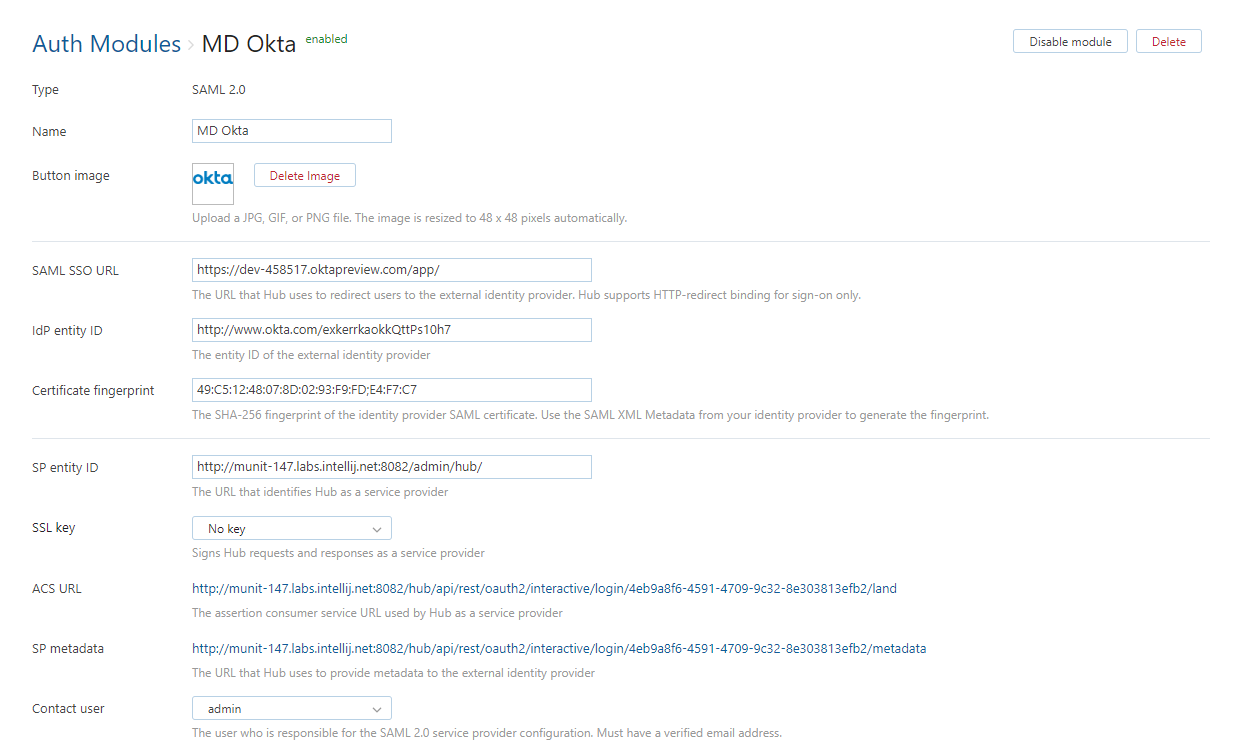 Auth Modules › MD Okta enabled Disable module Delete
Type SAML 2.0
Name MD Okta
Button image okta Delete Image
Upload a JPG, GIF, or PNG file. The image is resized to 48 x 48 pixels automatically.
SAML SSO URL https://dev-458517.oktapreview.com/app/
The URL that Hub uses to redirect users to the external identity provider. Hub supports HTTP-redirect binding for sign-on only.
IdP entity ID http://www.okta.com/exkerrkaokkQttPs10h7
The entity ID of the external identity provider
Certificate fingerprint 49:C5:12:48:07:8D:02:93:F9:FD;E4:F7:C7
The SHA-256 fingerprint of the identity provider SAML certificate. Use the SAML XML Metadata from your identity provider to generate the fingerprint.
SP entity ID http://munit-147.labs.intellij.net:8082/admin/hub/
The URL that identifies Hub as a service provider
SSL key No key
Signs Hub requests and responses as a service provider
ACS URL http://munit-147.labs.intellij.net:8082/hub/api/rest/oauth2/interactive/login/4eb9a8f6-4591-4709-9c32-8e303813efb2/land
The assertion consumer service URL used by Hub as a service provider
SP metadata http://munit-147.labs.intellij.net:8082/hub/api/rest/oauth2/interactive/login/4eb9a8f6-4591-4709-9c32-8e303813efb2/metadata
The URL that Hub uses to provide metadata to the external identity provider
Contact user admin
The user who is responsible for the SAML 2.0 service provider configuration. Must have a verified email address.